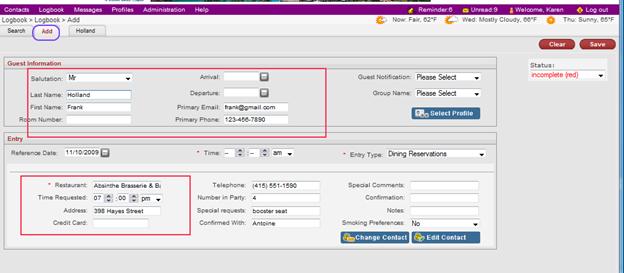 Contacts Logbook Messages Profiles Administration Help Reminder:6 Unread:9 Welcome, Karen Log out
Logbook > Logbook > Add Now: Fair, 62°F Wed: Mostly Cloudy, 66°F Thu: Sunny, 65°F
Search Add Holland
Clear Save
Guest Information Status:
Salutation: Mr Arrival: Guest Notification: Please Select incomplete (red)
Last Name: Holland Departure: Group Name: Please Select
First Name: Frank Primary Email: frank@gmail.com
Room Number: Primary Phone: 123-456-7890 Select Profile
Entry
Reference Date: 11/10/2009 * Time: -- : -- am * Entry Type: Dining Reservations
* Restaurant: Absinthe Brasserie & Ba Telephone: (415) 551-1590 Special Comments:
Time Requested: 07 : 00 pm Number in Party: 4 Confirmation:
Address: 398 Hayes Street Special requests: booster seat Notes:
Credit Card: Confirmed With: Antoine Smoking Preferences: No
Change Contact Edit Contact